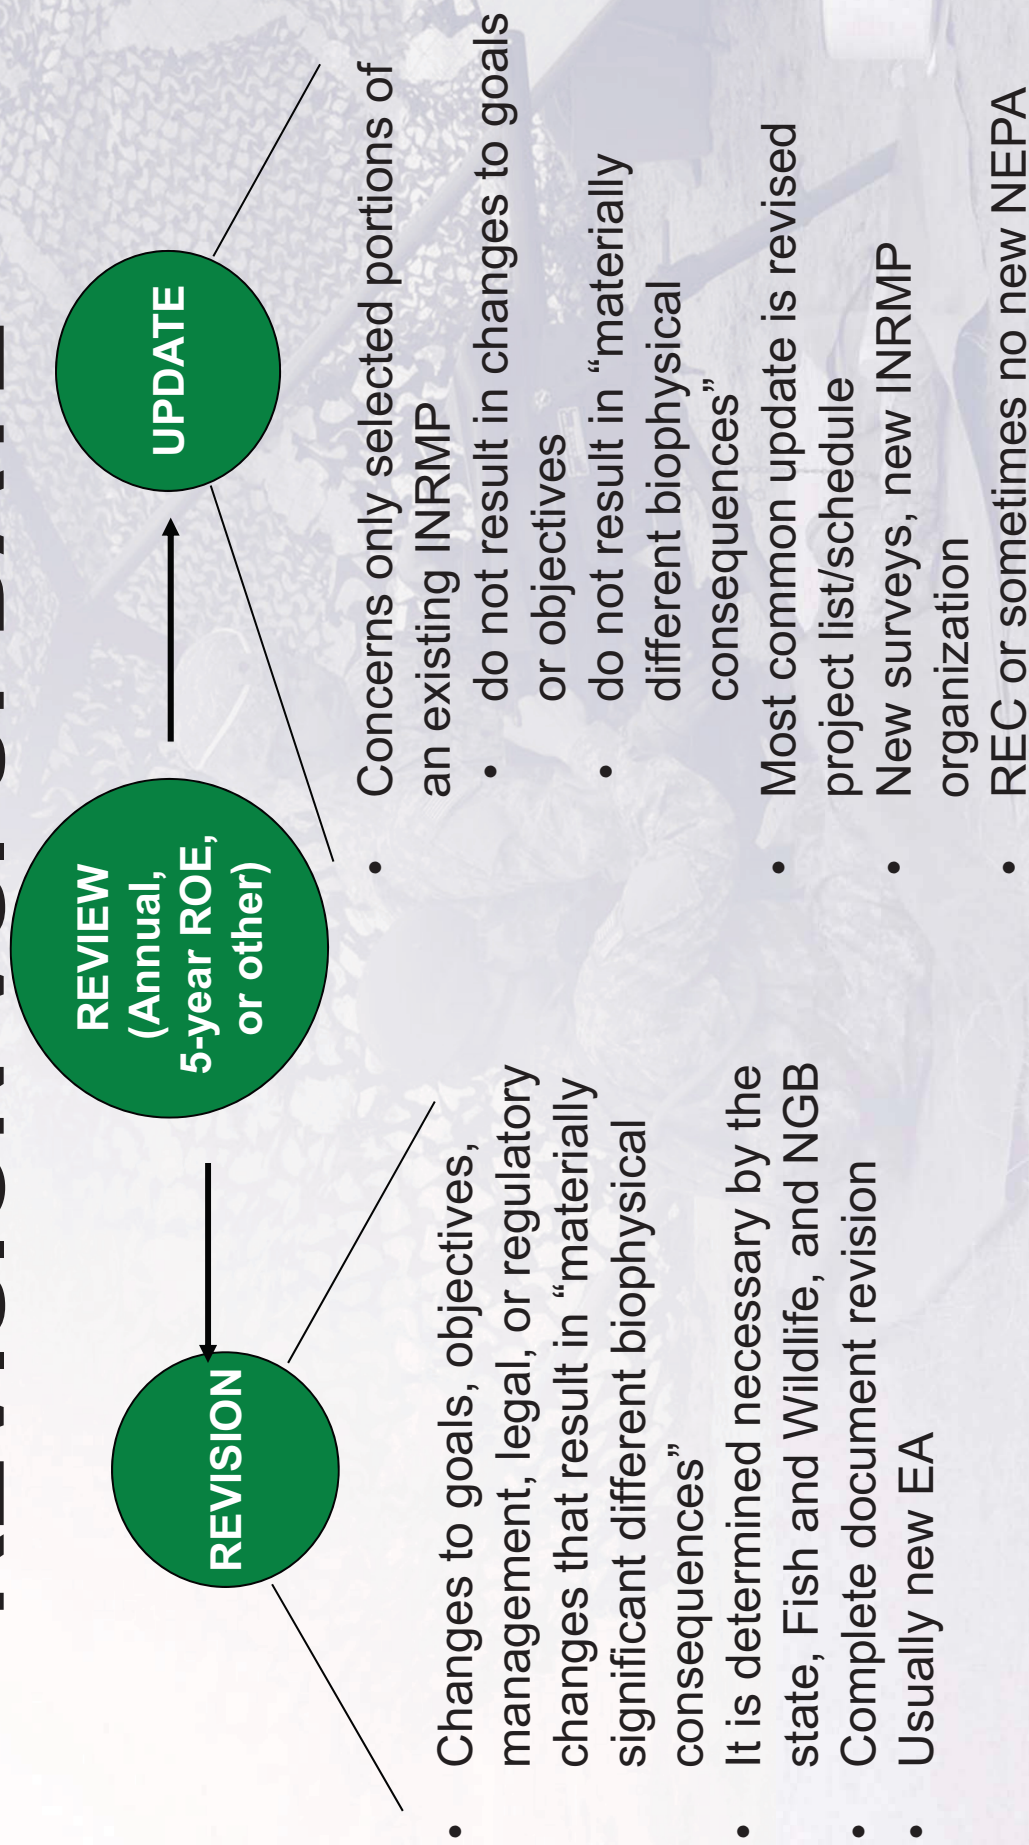 REVIEW
(Annual,
5-year ROE,
or other)
REVISION
UPDATE
• Changes to goals, objectives,
management, legal, or regulatory
changes that result in “materially
significant different biophysical
consequences”
• It is determined necessary by the
state, Fish and Wildlife, and NGB
• Complete document revision
• Usually new EA
• Concerns only selected portions of
an existing INRMP
• do not result in changes to goals
or objectives
• do not result in “materially
different biophysical
consequences”
• Most common update is revised
project list/schedule
• New surveys, new INRMP
organization
• REC or sometimes no new NEPA